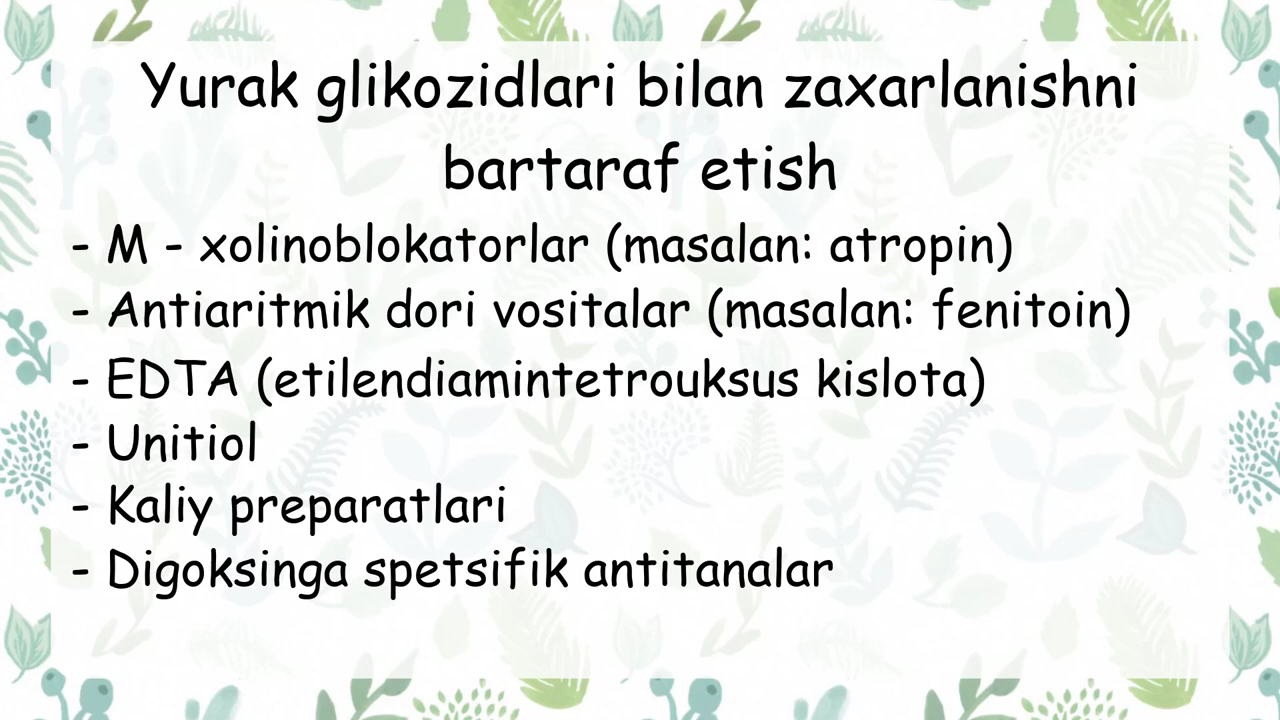 Yurak glikozidlari bilan zaxarlanishni
bartaraf etish
- M - xolinoblokatorlar (masalan: atropin)
- Antiaritmik dori vositalar (masalan: fenitoin)
- EDTA (etilendiamintetrouksus kislota)
- Unitiol
- Kaliy preparatlari
- Digoksinga spetsifik antitanalar